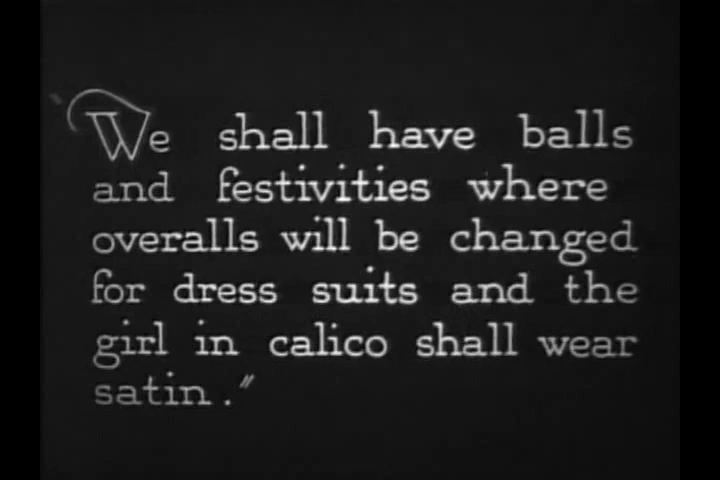 We shall have balls
and festivities where
overalls will be changed
for dress suits and the
girl in calico shall wear
satin."